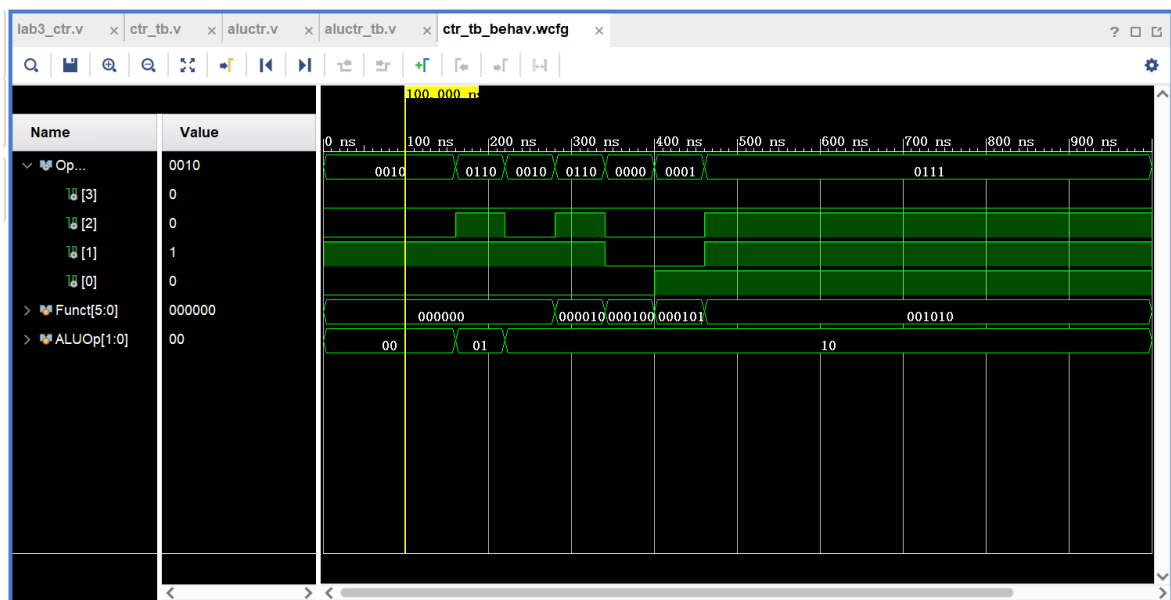 lab3_ctr.v × ctr_tb.v × aluctr.v × aluctr_tb.v × ctr_tb_behav.wcfg × ?
100.000 ns
Name Value
0 ns 100 ns 200 ns 300 ns 400 ns 500 ns 600 ns 700 ns 800 ns 900 ns
Op... 0010 0010 0110 0010 0110 0000 0001 0111
[3] 0
[2] 0
[1] 1
[0] 0
Funct[5:0] 000000 000000 000010 000100 000101 001010
ALUOp[1:0] 00 00 01 10